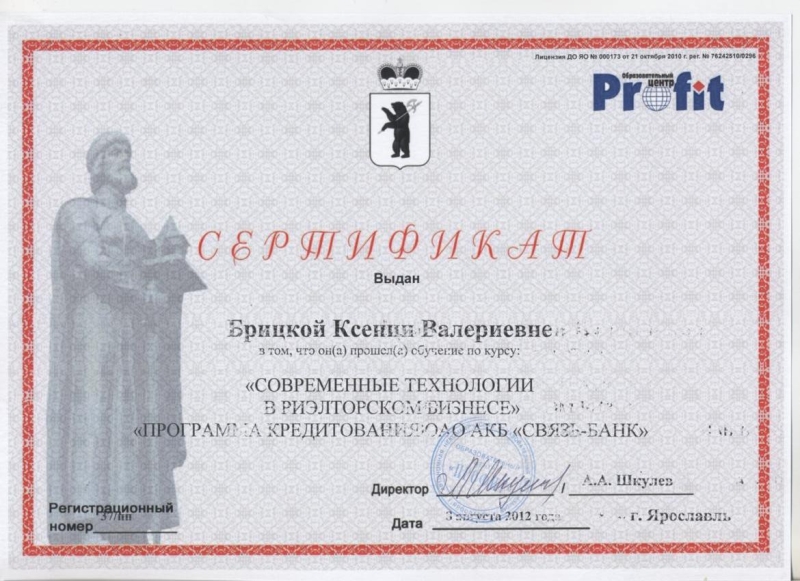 Лицензия ДО ЯО № 000173 от 21 октября 2010 г. рег. № 76242510/0296
Образовательный
центр
Profit
СЕРТИФИКАТ
Выдан
Брицкой Ксении Валериевне
в том, что он(а) прошел(а) обучение по курсу:
«СОВРЕМЕННЫЕ ТЕХНОЛОГИИ
В РИЭЛТОРСКОМ БИЗНЕСЕ»
«ПРОГРАММА КРЕДИТОВАНИЯ ОАО АКБ «СВЯЗЬ-БАНК»
Директор , А.А. Шкулев
Регистрационный
номер
Дата 3 августа 2012 года г. Ярославль